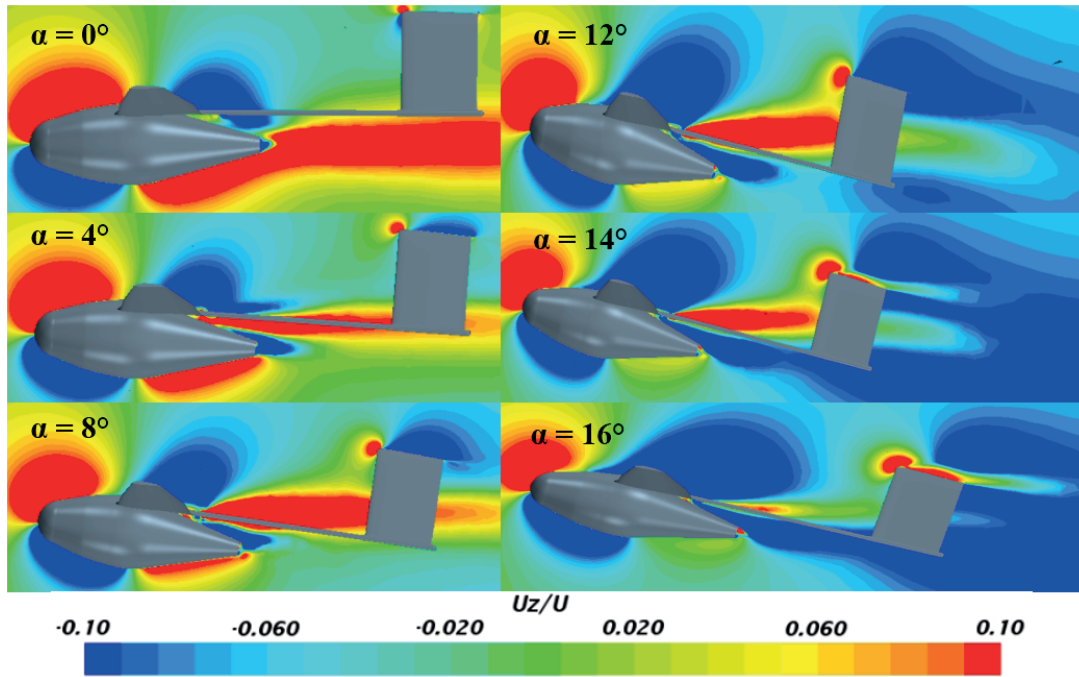 α = 0°
α = 12°
α = 4°
α = 14°
α = 8°
α = 16°
Uz/U
-0.10 -0.060 -0.020 0.020 0.060 0.10